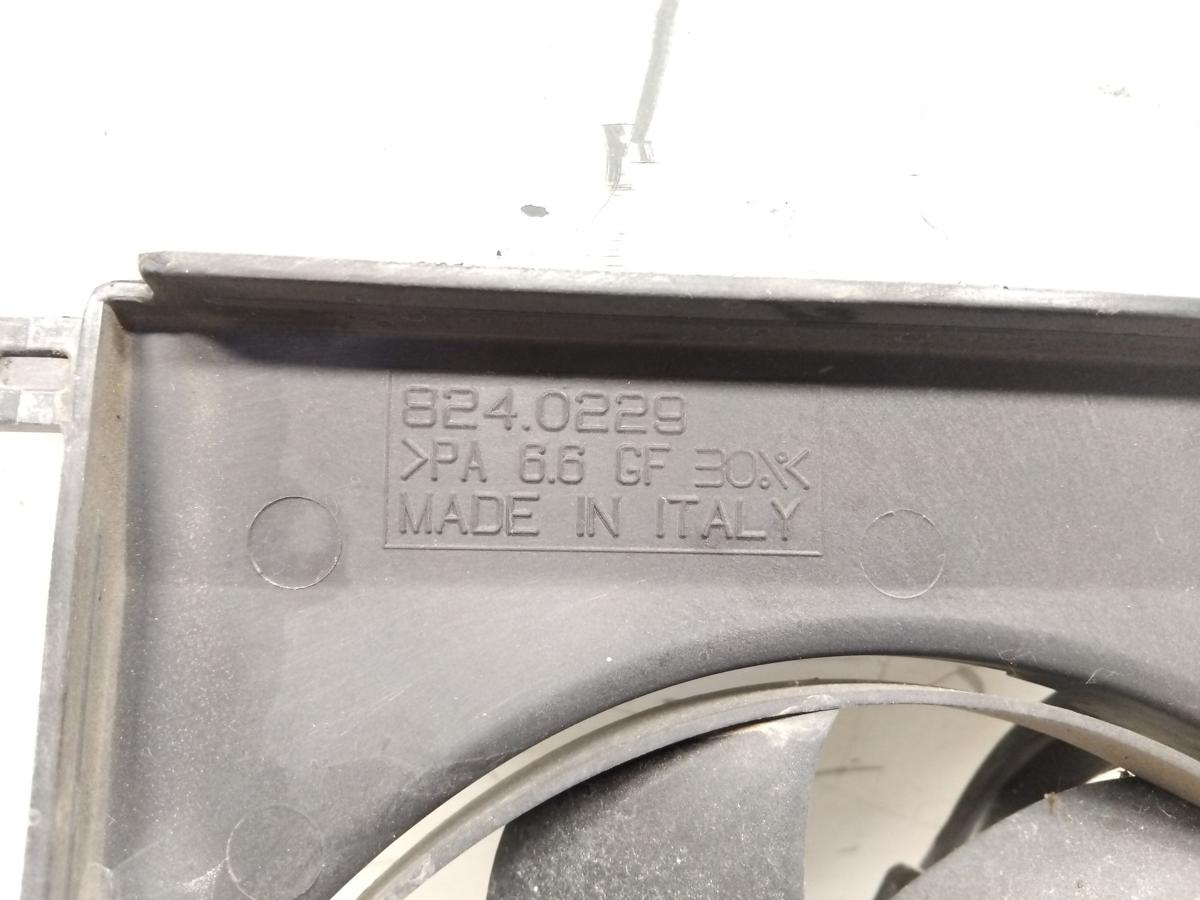 824.0229
>PA 6.6 GF 30%<
MADE IN ITALY